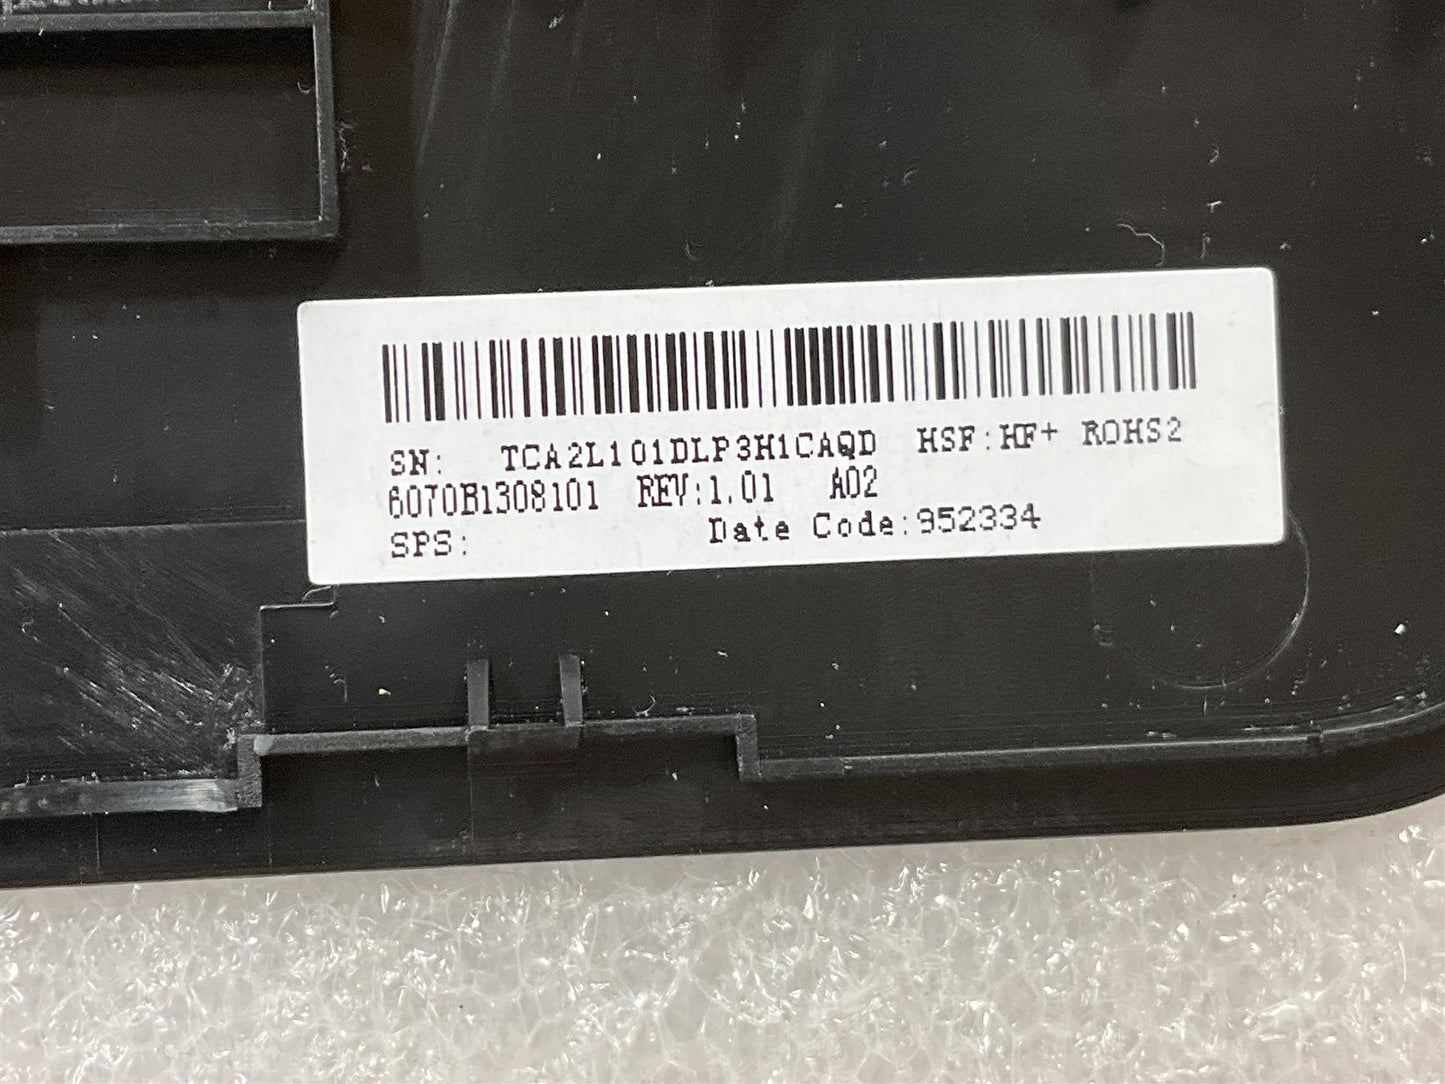 SN: TCA2L101DLP3H1CAQD HSF:HF+ ROHS2
6070B1308101 REV:1.01 A02
SPS: Date Code:952334